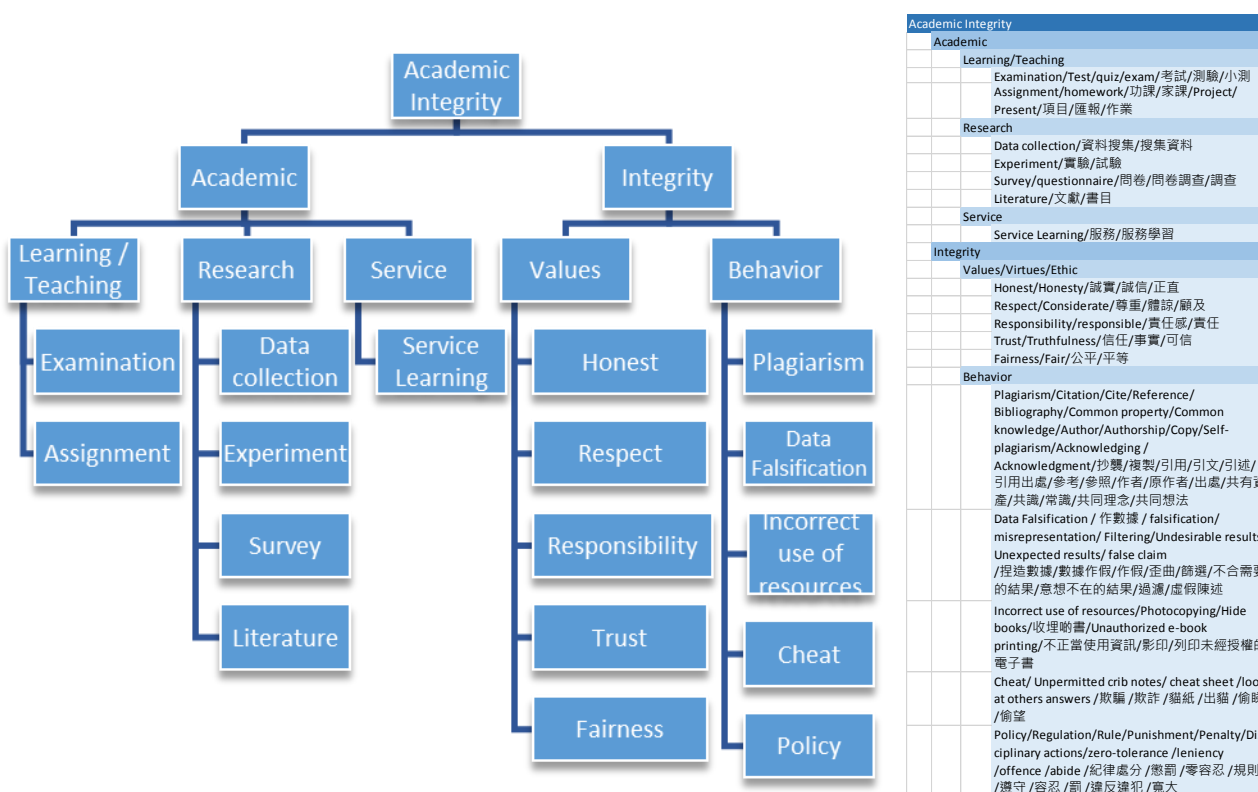 Academic
Integrity
Academic
Integrity
Learning /
Teaching
Research
Service
Values
Behavior
Examination
Assignment
Data
collection
Experiment
Survey
Literature
Service
Learning
Honest
Respect
Responsibility
Trust
Fairness
Plagiarism
Data
Falsification
Incorrect
use of
resources
Cheat
Policy
Academic Integrity
Academic
Learning/Teaching
Examination/Test/quiz/exam/考試/測驗/小測
Assignment/homework/功課/家課/Project/
Present/項目/匯報/作業
Research
Data collection/資料搜集/搜集資料
Experiment/實驗/試驗
Survey/questionnaire/問卷/問卷調查/調查
Literature/文獻/書目
Service
Service Learning/服務/服務學習
Integrity
Values/Virtues/Ethic
Honest/Honesty/誠實/誠信/正直
Respect/Considerate/尊重/體諒/顧及
Responsibility/responsible/責任感/責任
Trust/Truthfulness/信任/事實/可信
Fairness/Fair/公平/平等
Behavior
Plagiarism/Citation/Cite/Reference/
Bibliography/Common property/Common
knowledge/Author/Authorship/Copy/Self-
plagiarism/Acknowledging /
Acknowledgment/抄襲/複製/引用/引文/引述/
引用出處/參考/參照/作者/原作者/出處/共有
產/共識/常識/共同理念/共同想法
Data Falsification / 作數據 / falsification/
misrepresentation/ Filtering/Undesirable results
Unexpected results/ false claim
/捏造數據/數據作假/作假/歪曲/篩選/不合需
的結果/意想不在的結果/過濾/虛假陳述
Incorrect use of resources/Photocopying/Hide
books/收埋啲書/Unauthorized e-book
printing/不正當使用資訊/影印/列印未經授權
電子書
Cheat/ Unpermitted crib notes/ cheat sheet /loo
at others answers /欺騙 /欺詐 /貓紙 /出貓 /偷
/偷望
Policy/Regulation/Rule/Punishment/Penalty/Di
ciplinary actions/zero-tolerance /leniency
/offence /abide /紀律處分 /懲罰 /零容忍 /規則
/遵守 /容忍 /罰 /違反違犯 /寬大